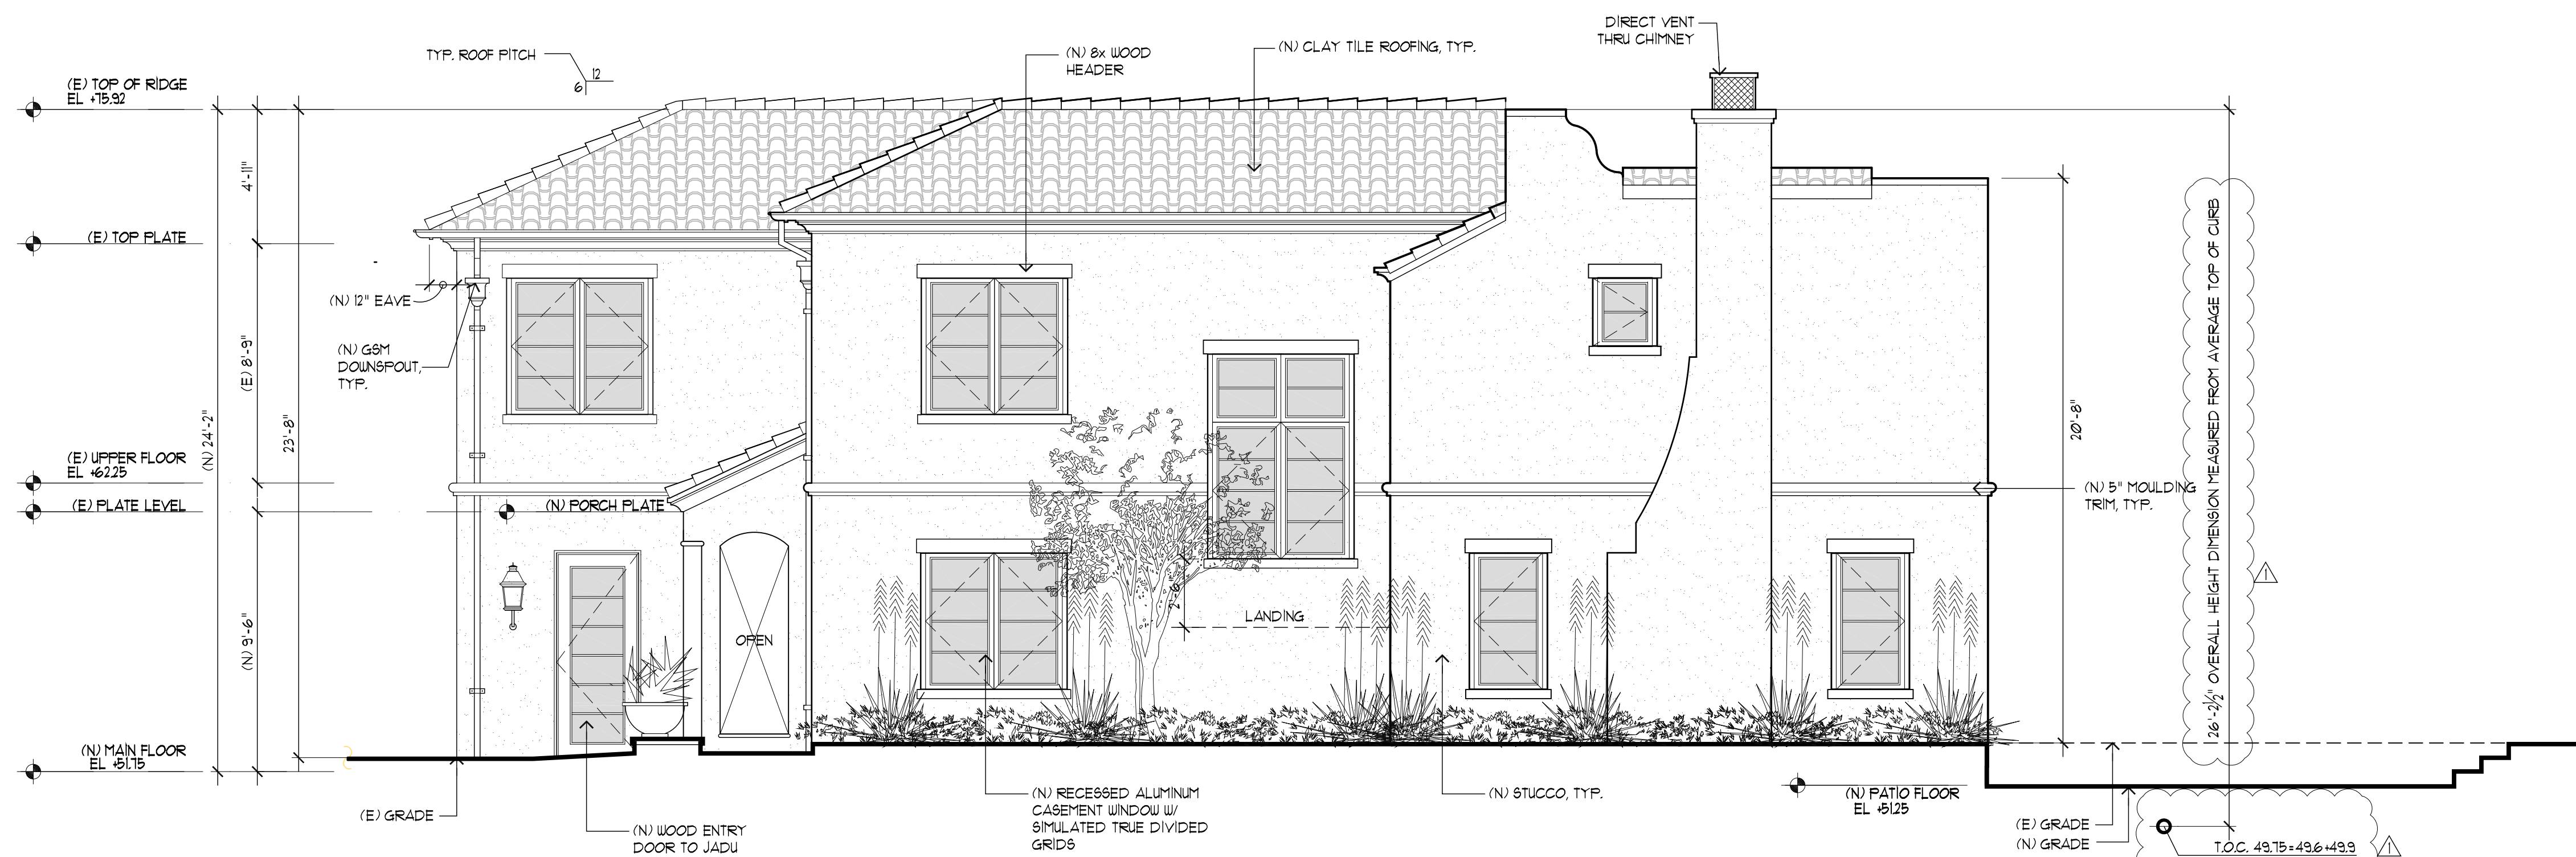 DIRECT VENT
THRU CHIMNEY
TYP. ROOF PITCH
12
6
(N) 8x WOOD
HEADER
(N) CLAY TILE ROOFING, TYP.
(E) TOP OF RIDGE
EL +75.92
4'-11"
(E) TOP PLATE
(N) 12" EAVE
(N) GSM
DOWNSPOUT,
TYP.
(E) 8'-9"
(N) 24'-2"
23'-8"
20'-8"
26'-2½" OVERALL HEIGHT DIMENSION MEASURED FROM AVERAGE TOP OF CURB
(E) UPPER FLOOR
EL +62.25
(E) PLATE LEVEL
(N) PORCH PLATE
(N) 5" MOULDING
TRIM, TYP.
1
(N) 9'-6"
2'-0"
LANDING
OPEN
(N) MAIN FLOOR
EL +51.75
(E) GRADE
(N) WOOD ENTRY
DOOR TO JADU
(N) RECESSED ALUMINUM
CASEMENT WINDOW W/
SIMULATED TRUE DIVIDED
GRIDS
(N) STUCCO, TYP.
(N) PATIO FLOOR
EL +51.25
(E) GRADE
(N) GRADE
T.O.C. 49.75=49.6+49.9
1